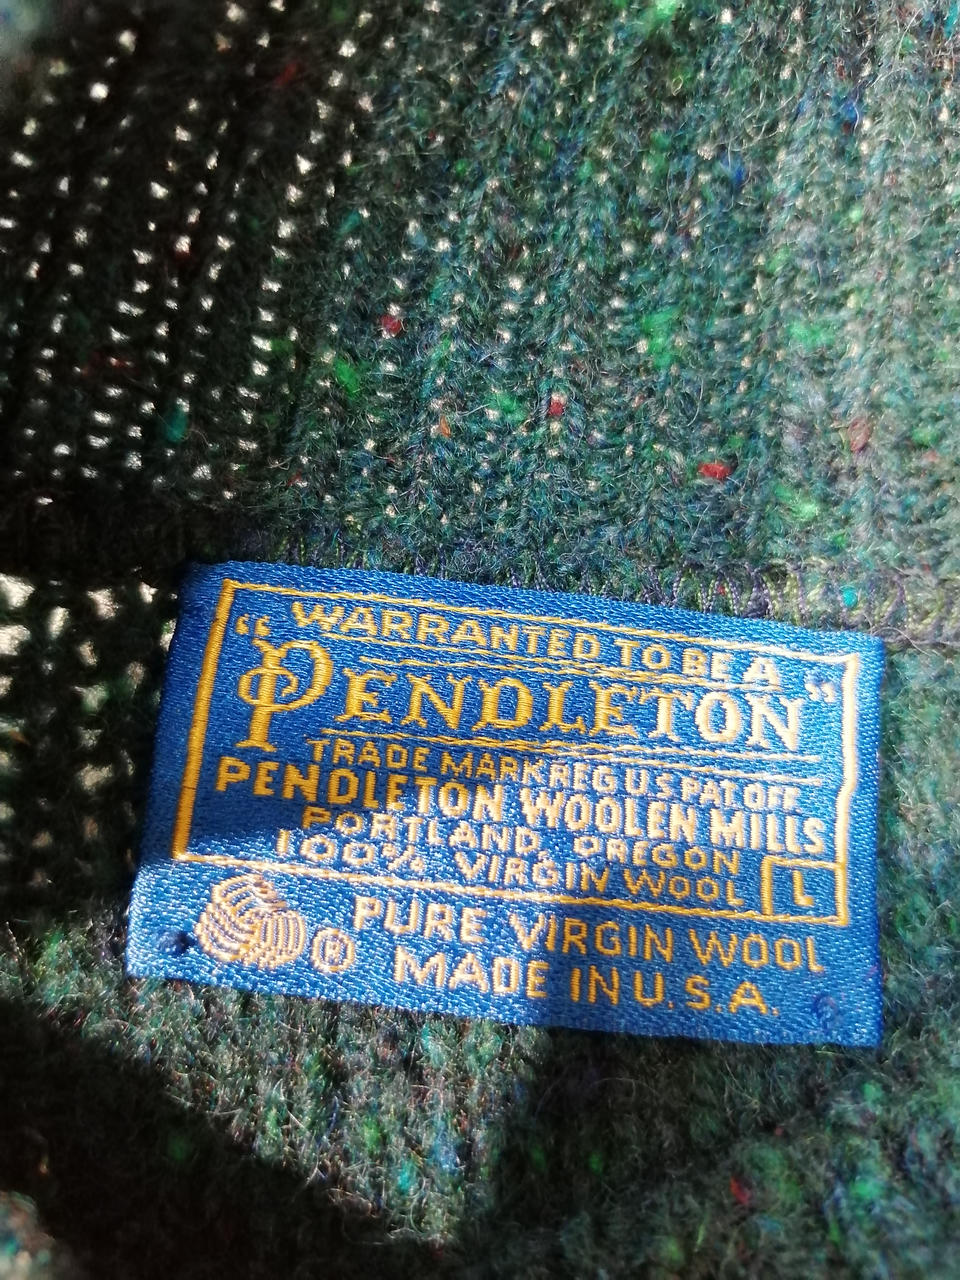 "WARRANTED TO BE A
PENDLETON"
TRADE MARK REG U.S. PAT. OFF.
PENDLETON WOOLEN MILLS
PORTLAND, OREGON
100% VIRGIN WOOL L
® PURE VIRGIN WOOL
MADE IN U.S.A.